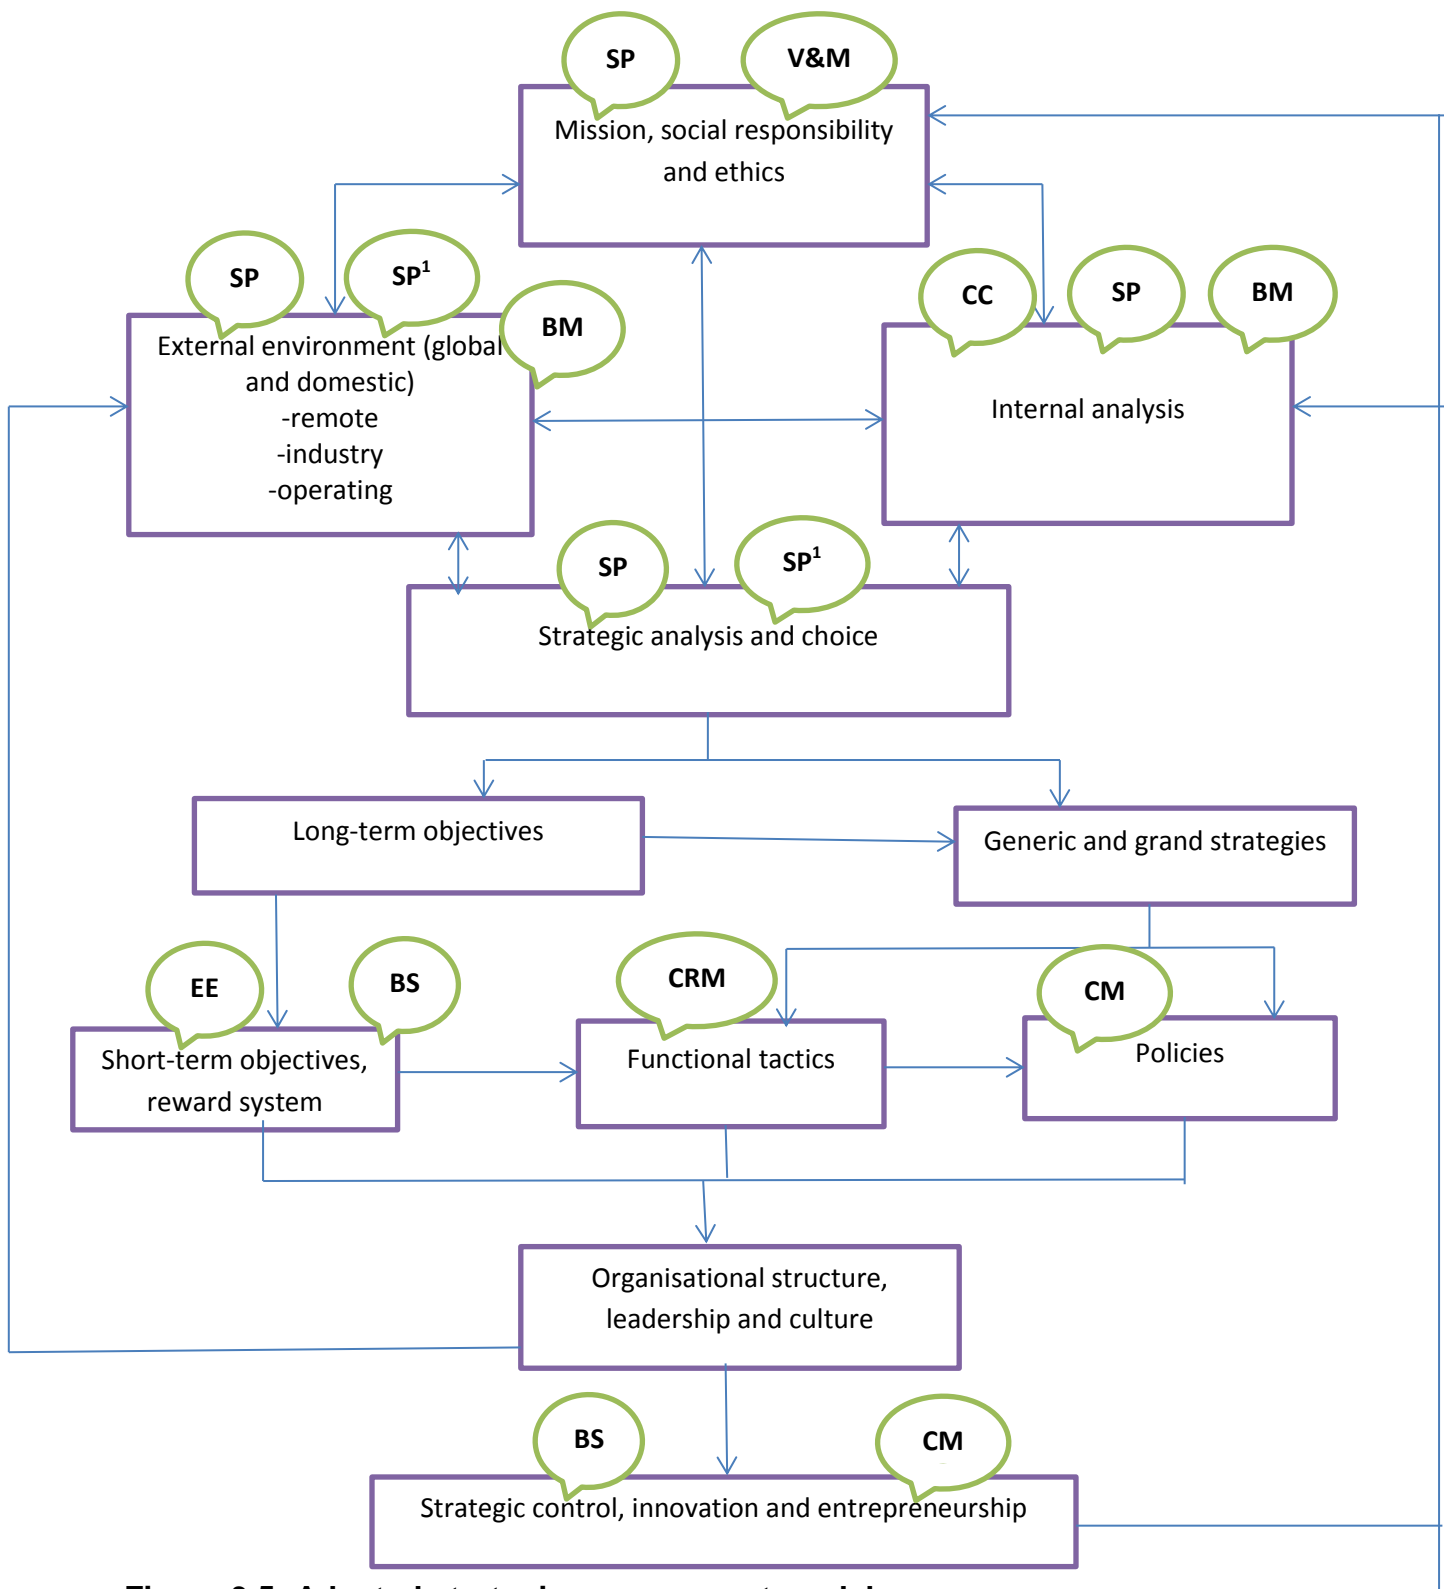 SP
V&M
Mission, social responsibility
and ethics
SP
SP¹
BM
External environment (global
and domestic)
-remote
-industry
-operating
CC
SP
BM
Internal analysis
SP
SP¹
Strategic analysis and choice
Long-term objectives
Generic and grand strategies
EE
BS
Short-term objectives,
reward system
CRM
Functional tactics
CM
Policies
Organisational structure,
leadership and culture
BS
CM
Strategic control, innovation and entrepreneurship